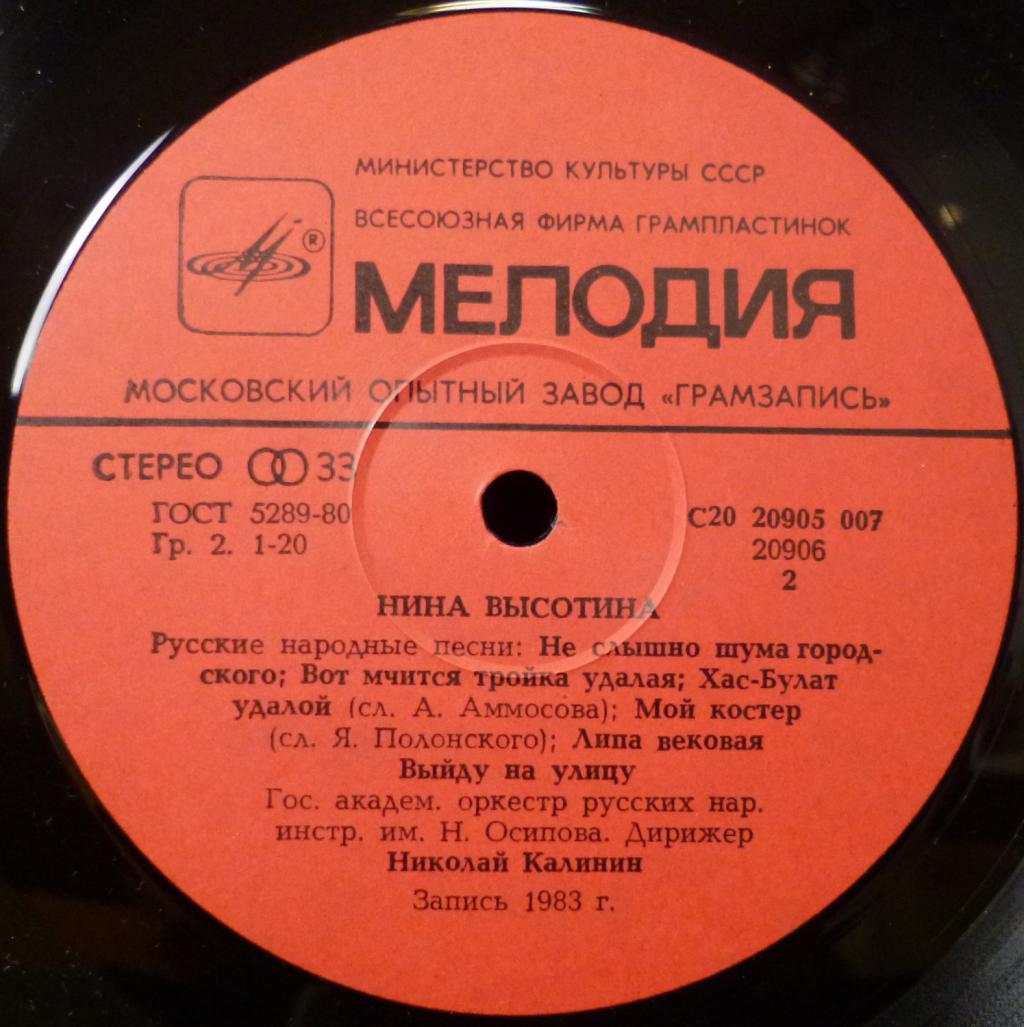 МИНИСТЕРСТВО КУЛЬТУРЫ СССР
ВСЕСОЮЗНАЯ ФИРМА ГРАМПЛАСТИНОК
®
МЕЛОДИЯ
МОСКОВСКИЙ ОПЫТНЫЙ ЗАВОД «ГРАМЗАПИСЬ»
СТЕРЕО 33
ГОСТ 5289-80
Гр. 2. 1-20
С20 20905 007
20906
2
НИНА ВЫСОТИНА
Русские народные песни: Не слышно шума город-
ского; Вот мчится тройка удалая; Хас-Булат
удалой (сл. А. Аммосова); Мой костер
(сл. Я. Полонского); Липа вековая
Выйду на улицу
Гос. академ. оркестр русских нар.
инстр. им. Н. Осипова. Дирижер
Николай Калинин
Запись 1983 г.